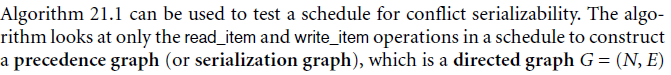 Algorithm 21.1 can be used to test a schedule for conflict serializability. The algo-
rithm looks at only the read_item and write_item operations in a schedule to construct
a precedence graph (or serialization graph), which is a directed graph G = (N, E)